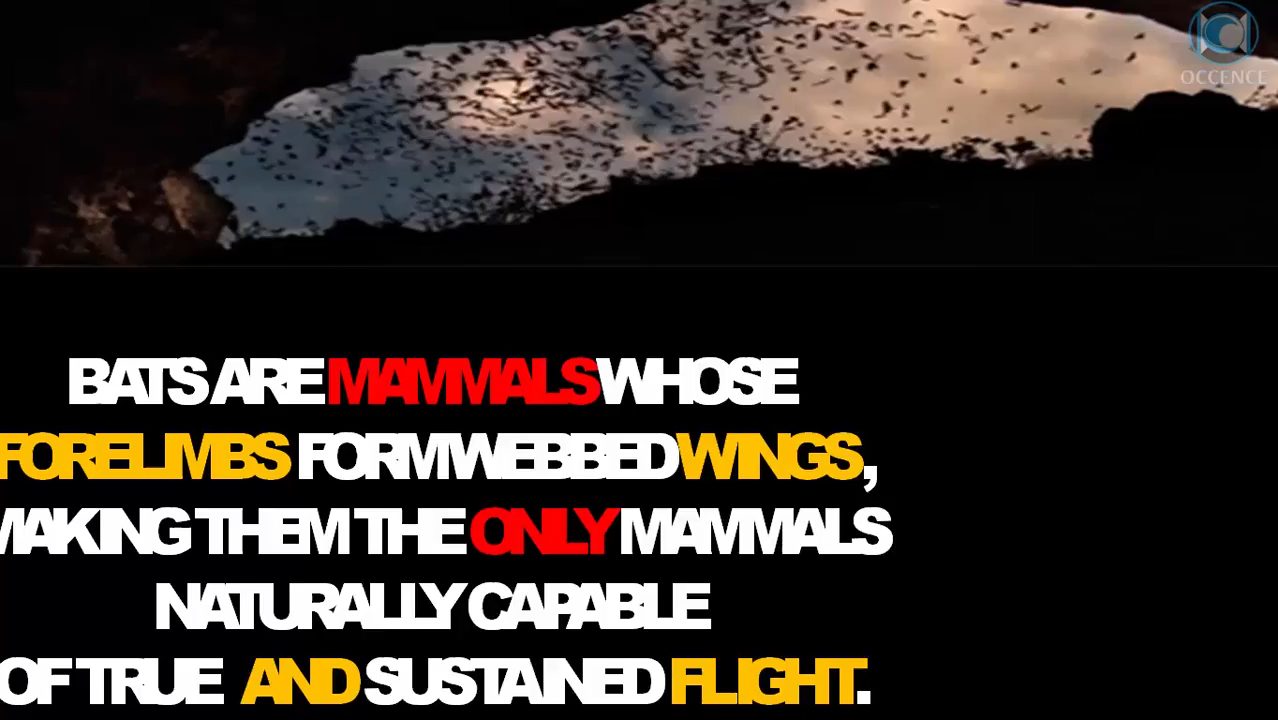 OCCENCE
BATS ARE MAMMALS WHOSE
FORELIMBS FORM WEBBED WINGS,
MAKING THEM THE ONLY MAMMALS
NATURALLY CAPABLE
OF TRUE AND SUSTAINED FLIGHT.